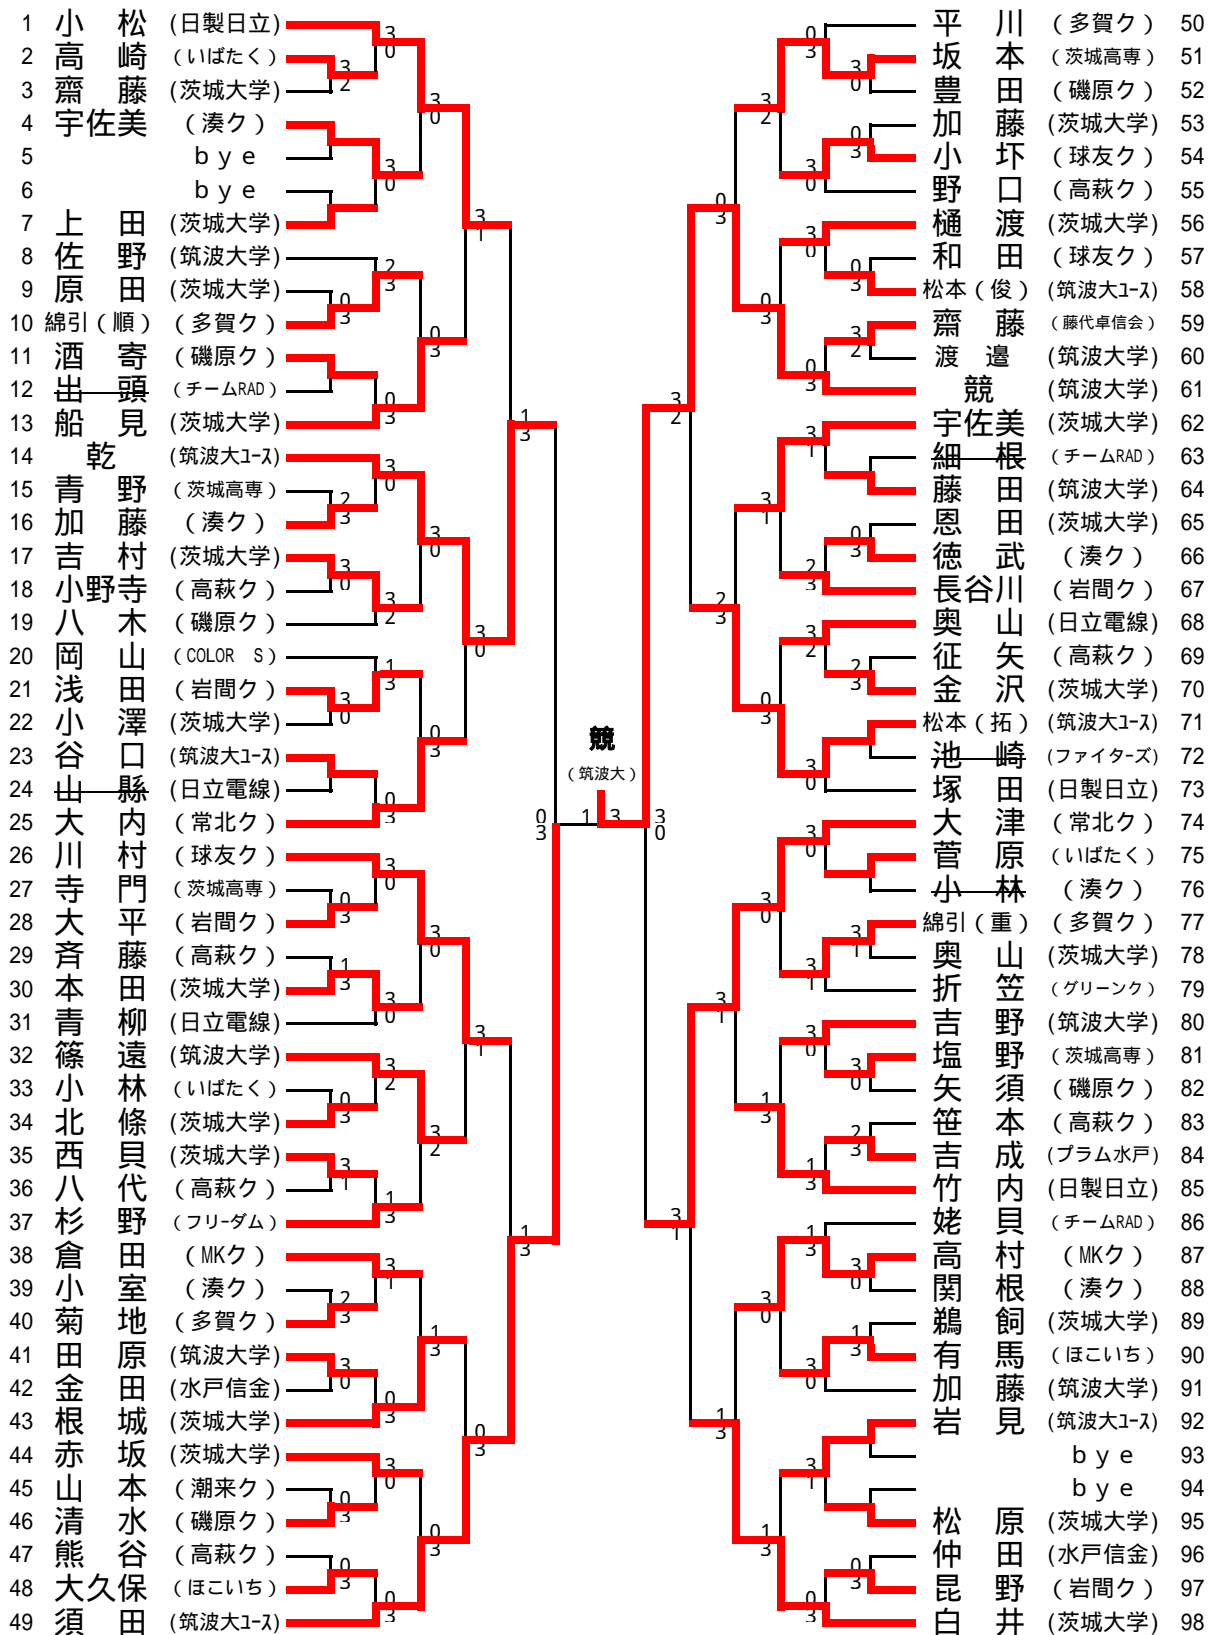 1 小 松 (日製日立)
2 高 崎 (いばたく)
3 齋 藤 (茨城大学)
4 宇佐美 (湊ク)
5 bye
6 bye
7 上 田 (茨城大学)
8 佐 野 (筑波大学)
9 原 田 (茨城大学)
10 綿引(順) (多賀ク)
11 酒 寄 (磯原ク)
12 出 頭 (チームRAD)
13 船 見 (茨城大学)
14 乾 (筑波大ユース)
15 青 野 (茨城高専)
16 加 藤 (湊ク)
17 吉 村 (茨城大学)
18 小野寺 (高萩ク)
19 八 木 (磯原ク)
20 岡 山 (COLOR S)
21 浅 田 (岩間ク)
22 小 澤 (茨城大学)
23 谷 口 (筑波大ユース)
24 山 縣 (日立電線)
25 大 内 (常北ク)
26 川 村 (球友ク)
27 寺 門 (茨城高専)
28 大 平 (岩間ク)
29 斉 藤 (高萩ク)
30 本 田 (茨城大学)
31 青 柳 (日立電線)
32 篠 遠 (筑波大学)
33 小 林 (いばたく)
34 北 條 (茨城大学)
35 西 貝 (茨城大学)
36 八 代 (高萩ク)
37 杉 野 (フリーダム)
38 倉 田 (MKク)
39 小 室 (湊ク)
40 菊 地 (多賀ク)
41 田 原 (筑波大学)
42 金 田 (水戸信金)
43 根 城 (茨城大学)
44 赤 坂 (茨城大学)
45 山 本 (潮来ク)
46 清 水 (磯原ク)
47 熊 谷 (高萩ク)
48 大久保 (ほこいち)
49 須 田 (筑波大ユース)
競
(筑波大)
1 3
平 川 (多賀ク) 50
坂 本 (茨城高専) 51
豊 田 (磯原ク) 52
加 藤 (茨城大学) 53
小 圷 (球友ク) 54
野 口 (高萩ク) 55
樋 渡 (茨城大学) 56
和 田 (球友ク) 57
松本(俊) (筑波大ユース) 58
齋 藤 (藤代卓信会) 59
渡 邉 (筑波大学) 60
競 (筑波大学) 61
宇佐美 (茨城大学) 62
細 根 (チームRAD) 63
藤 田 (筑波大学) 64
恩 田 (茨城大学) 65
徳 武 (湊ク) 66
長谷川 (岩間ク) 67
奥 山 (日立電線) 68
征 矢 (高萩ク) 69
金 沢 (茨城大学) 70
松本(拓) (筑波大ユース) 71
池 崎 (ファイターズ) 72
塚 田 (日製日立) 73
大 津 (常北ク) 74
菅 原 (いばたく) 75
小 林 (湊ク) 76
綿引(重) (多賀ク) 77
奥 山 (茨城大学) 78
折 笠 (グリーンク) 79
吉 野 (筑波大学) 80
塩 野 (茨城高専) 81
矢 須 (磯原ク) 82
笹 本 (高萩ク) 83
吉 成 (プラム水戸) 84
竹 内 (日製日立) 85
姥 貝 (チームRAD) 86
高 村 (MKク) 87
関 根 (湊ク) 88
鵜 飼 (茨城大学) 89
有 馬 (ほこいち) 90
加 藤 (筑波大学) 91
岩 見 (筑波大ユース) 92
bye 93
bye 94
松 原 (茨城大学) 95
仲 田 (水戸信金) 96
昆 野 (岩間ク) 97
白 井 (茨城大学) 98